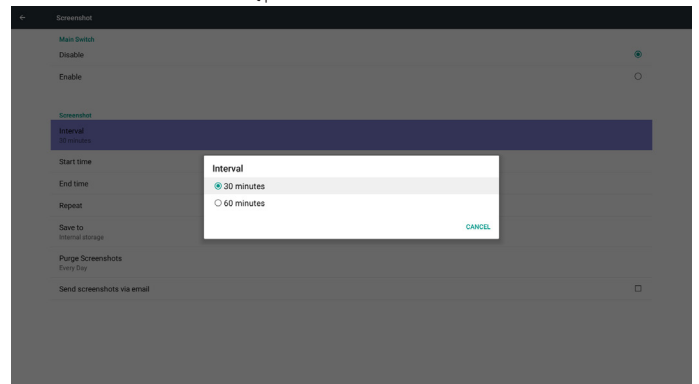 Screenshot
Main Switch
Disable
Enable
Screenshot
Interval
30 minutes
Start time
End time
Repeat
Save to
Internal storage
Purge Screenshots
Every Day
Send screenshots via email
Interval
30 minutes
60 minutes
CANCEL